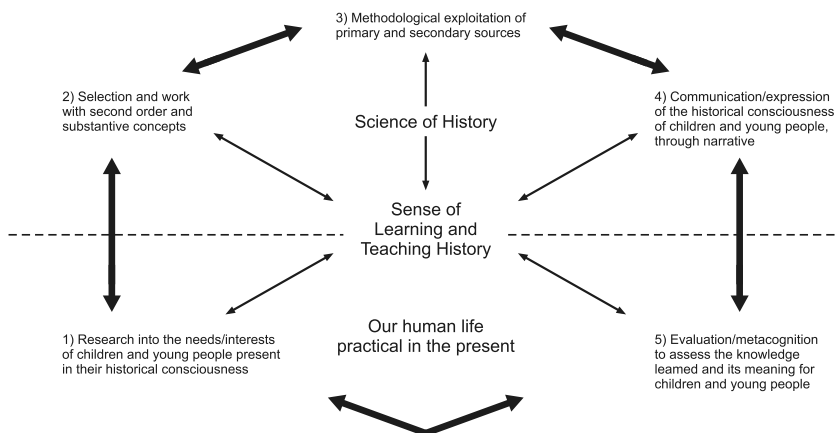 3) Methodological exploitation of
primary and secondary sources
2) Selection and work
with second order and
substantive concepts
4) Communication/expression
of the historical consciousness
of children and young people,
through narrative
Science of History
Sense of
Learning and
Teaching History
1) Research into the needs/interests
of children and young people present
in their historical consciousness
Our human life
practical in the present
5) Evaluation/metacognition
to assess the knowledge
learned and its meaning for
children and young people